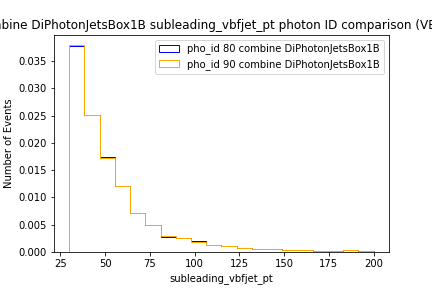 nbine DiPhotonJetsBox1B subleading_vbfjet_pt photon ID comparison (VE
pho_id 80 combine DiPhotonJetsBox1B
pho_id 90 combine DiPhotonJetsBox1B
Number of Events
0.035
0.030
0.025
0.020
0.015
0.010
0.005
0.000
25 50 75 100 125 150 175 200
subleading_vbfjet_pt